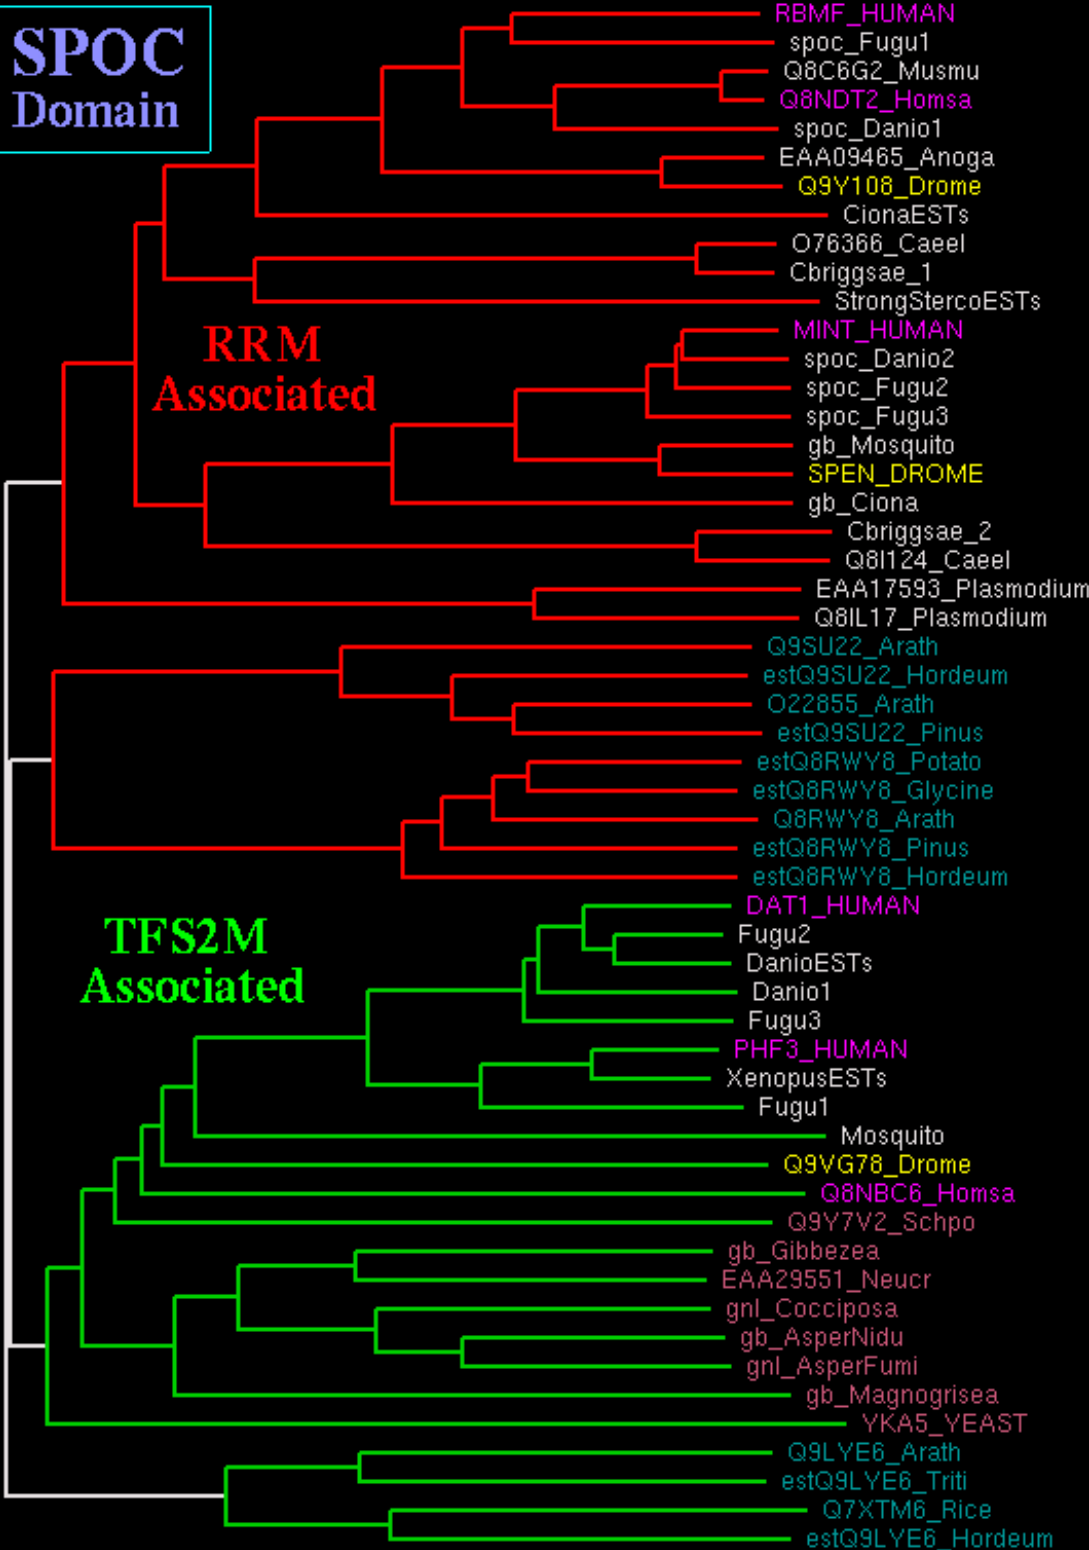 SPOC
Domain
RBMF_HUMAN
spoc_Fugu1
Q8C6G2_Musmu
Q8NDT2_Homsa
spoc_Danio1
EAA09465_Anoga
Q9Y108_Drome
CionaESTs
O76366_Caeel
Cbriggsae_1
StrongStercoESTs
RRM
Associated
MINT_HUMAN
spoc_Danio2
spoc_Fugu2
spoc_Fugu3
gb_Mosquito
SPEN_DROME
gb_Ciona
Cbriggsae_2
Q8I124_Caeel
EAA17593_Plasmodium
Q8IL17_Plasmodium
Q9SU22_Arath
estQ9SU22_Hordeum
O22855_Arath
estQ9SU22_Pinus
estQ8RWY8_Potato
estQ8RWY8_Glycine
Q8RWY8_Arath
estQ8RWY8_Pinus
estQ8RWY8_Hordeum
TFS2M
Associated
DAT1_HUMAN
Fugu2
DanioESTs
Danio1
Fugu3
PHF3_HUMAN
XenopusESTs
Fugu1
Mosquito
Q9VG78_Drome
Q8NBC6_Homsa
Q9Y7V2_Schpo
gb_Gibbezea
EAA29551_Neucr
gnl_Cocciposa
gb_AsperNidu
gnl_AsperFumi
gb_Magnogrisea
YKA5_YEAST
Q9LYE6_Arath
estQ9LYE6_Triti
Q7XTM6_Rice
estQ9LYE6_Hordeum